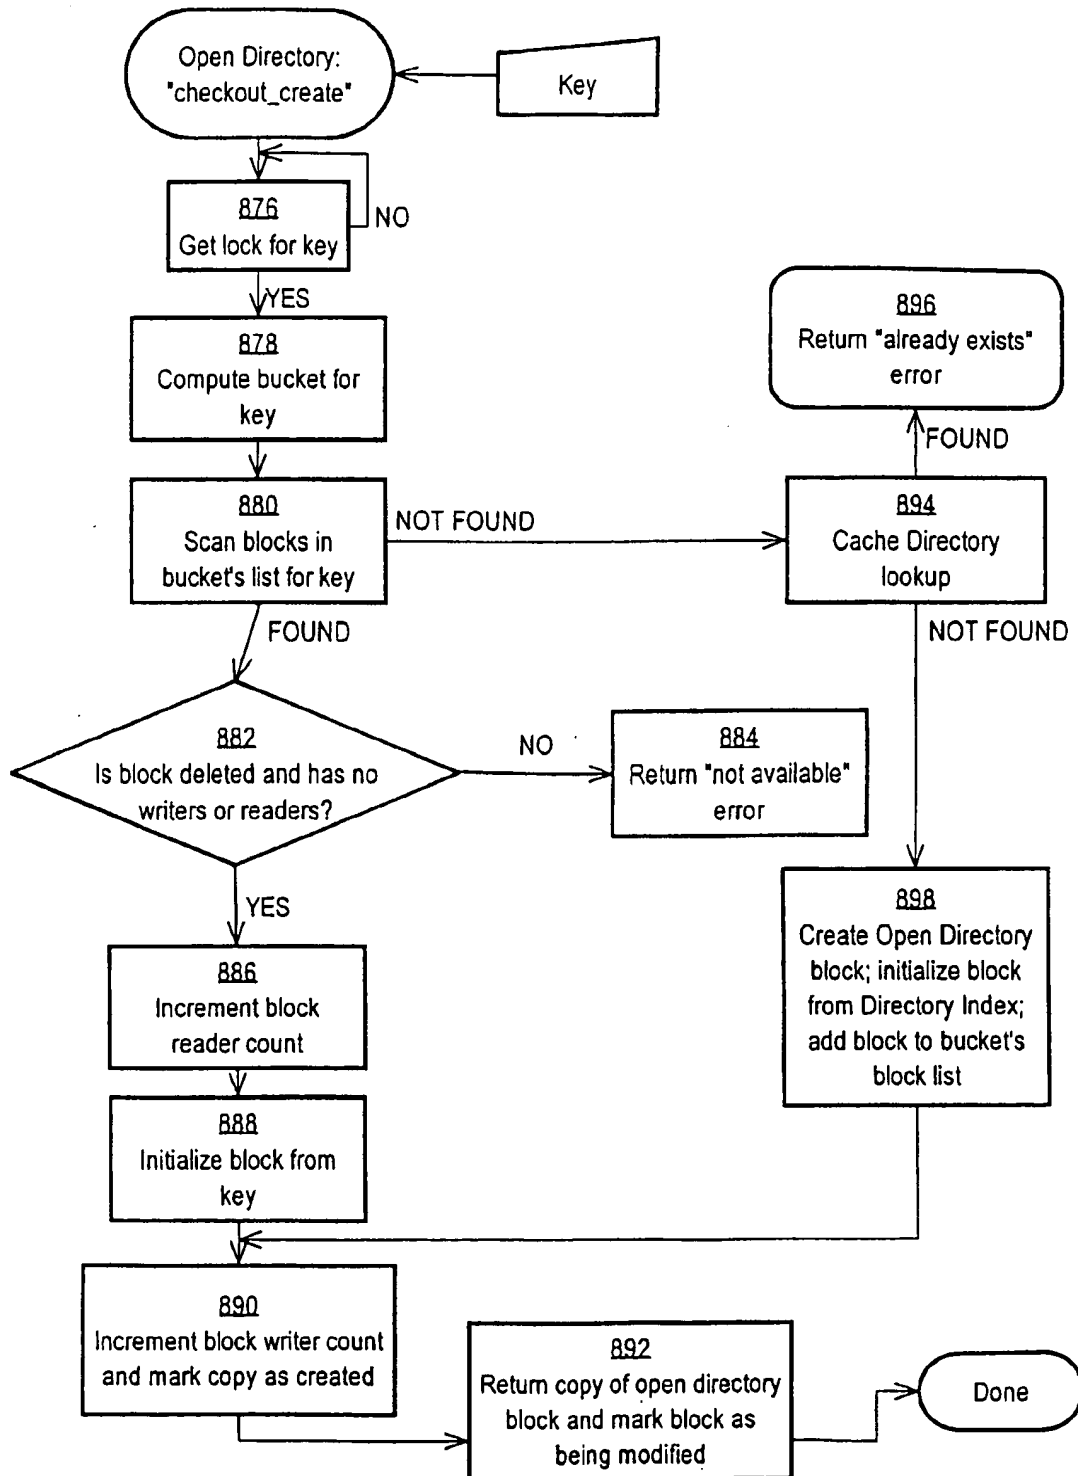 Open Directory:
"checkout_create"
Key
876
Get lock for key
NO
YES
878
Compute bucket for
key
880
Scan blocks in
bucket's list for key
NOT FOUND
FOUND
896
Return "already exists"
error
FOUND
894
Cache Directory
lookup
NOT FOUND
882
Is block deleted and has no
writers or readers?
NO
884
Return "not available"
error
YES
886
Increment block
reader count
888
Initialize block from
key
898
Create Open Directory
block; initialize block
from Directory Index;
add block to bucket's
block list
890
Increment block writer count
and mark copy as created
892
Return copy of open directory
block and mark block as
being modified
Done